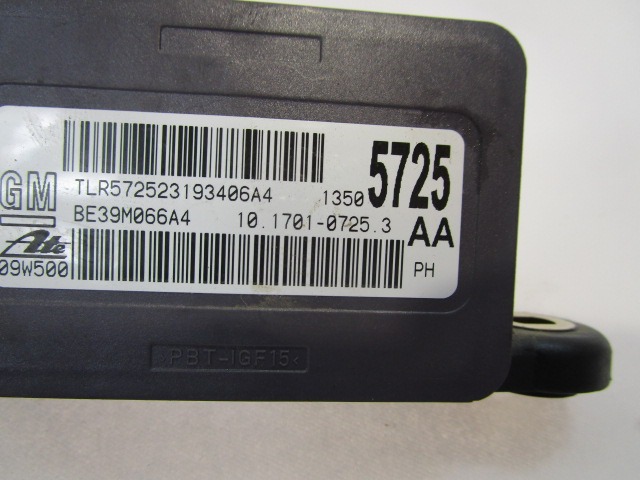 GM
TLR572523193406A4 1350 5725
BE39M066A4 10.1701-0725.3 AA
Ate
09W500 PH
>PBT-IGF15<